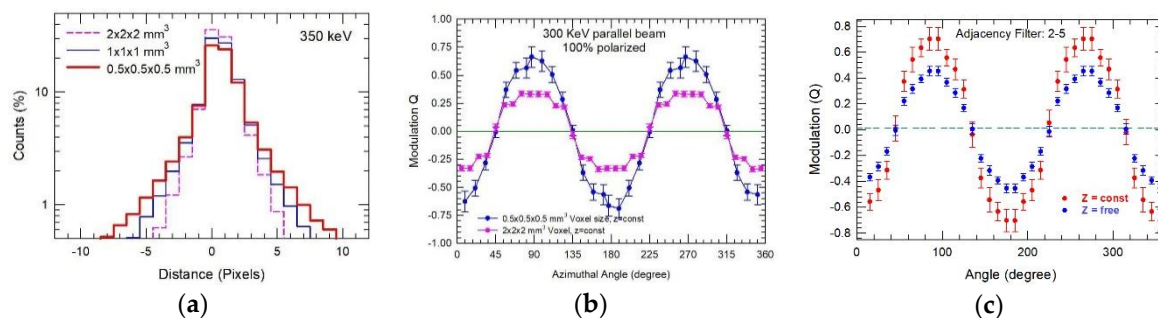 2x2x2 mm³
1x1x1 mm³
0.5x0.5x0.5 mm³
350 keV
Counts (%)
10
1
-10
-5
0
5
10
Distance (Pixels)
(a)
300 KeV parallel beam
100% polarized
Modulation Q
1.00
0.75
0.50
0.25
0.00
-0.25
-0.50
-0.75
-1.00
0.5x0.5x0.5 mm³ Voxel size, z=const
2x2x2 mm³ Voxel, z=const
0 45 90 135 180 225 270 315 360
Azimuthal Angle (degree)
(b)
Adjacency Filter: 2-5
Modulation (Q)
0.8
0.6
0.4
0.2
0.0
-0.2
-0.4
-0.6
-0.8
Z = const
Z = free
0 100 200 300
Angle (degree)
(c)